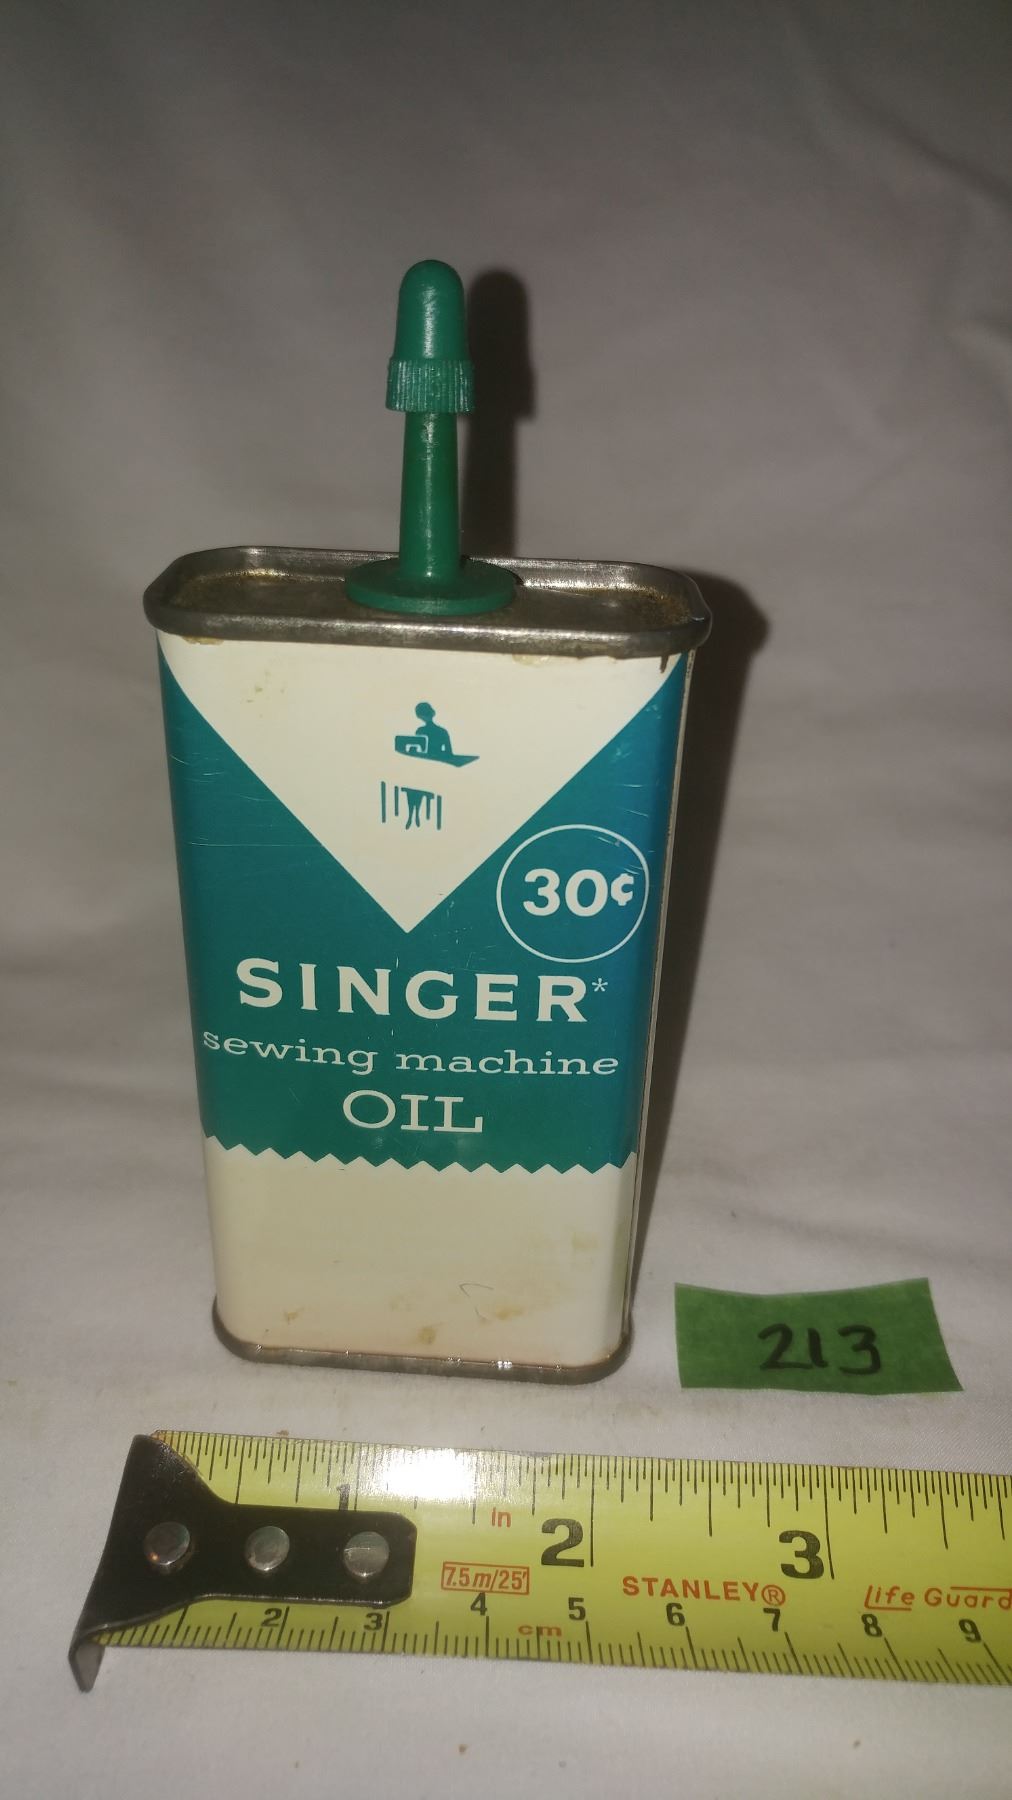 30¢
SINGER*
sewing machine
OIL
213
1 in 2 3
7.5m/25' STANLEY® Life Guard
2 3 4 5 6 7 8 9
cm